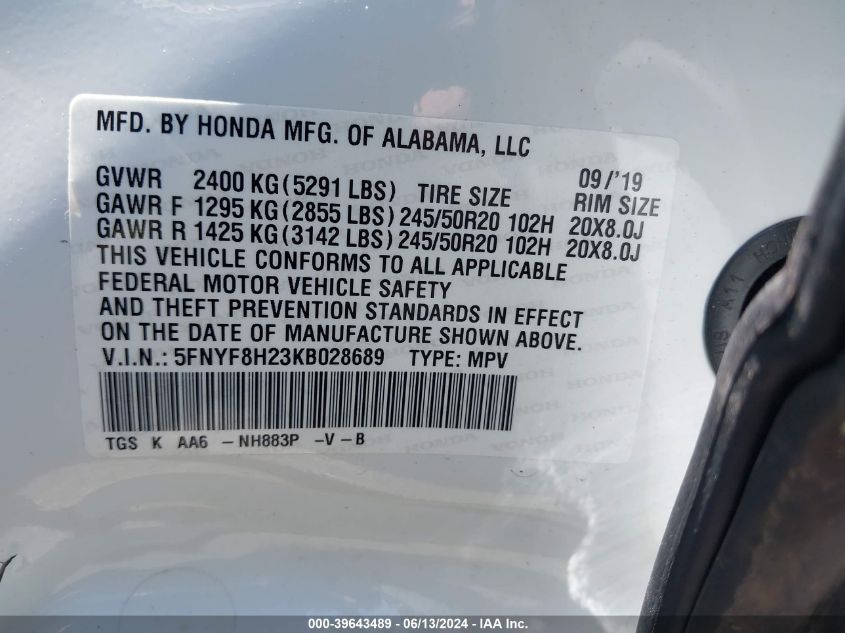 MFD. BY HONDA MFG. OF ALABAMA, LLC
GVWR 2400 KG(5291 LBS) TIRE SIZE 09/'19 RIM SIZE
GAWR F 1295 KG(2855 LBS) 245/50R20 102H 20X8.0J
GAWR R 1425 KG(3142 LBS) 245/50R20 102H 20X8.0J
THIS VEHICLE CONFORMS TO ALL APPLICABLE
FEDERAL MOTOR VEHICLE SAFETY
AND THEFT PREVENTION STANDARDS IN EFFECT
ON THE DATE OF MANUFACTURE SHOWN ABOVE.
V.I.N.: 5FNYF8H23KB028689 TYPE: MPV
TGS K AA6 -NH883P -V-B
A11
000-39643489 - 06/13/2024 - IAA Inc.